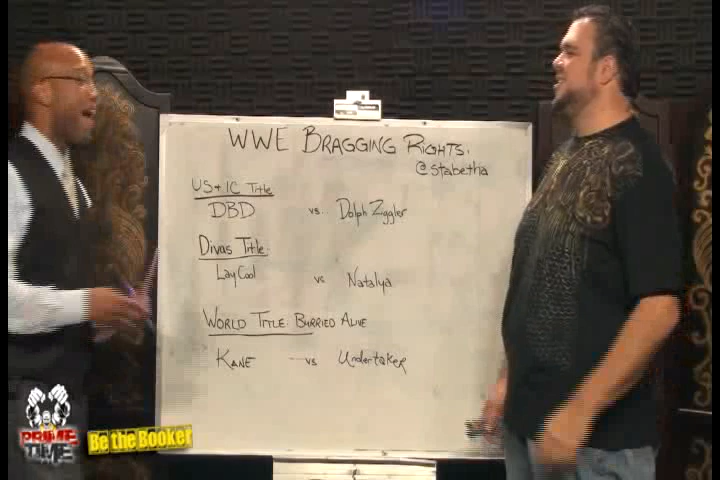 WWE BRAGGING RIGHTS.
@stabetha
US + IC Title
DBD vs. Dolph Ziggler
Divas Title:
LayCool vs Natalya
WORLD TITLE: BURRIED ALIVE
KANE vs Undertaker
PRIME TIME
Be the Booker